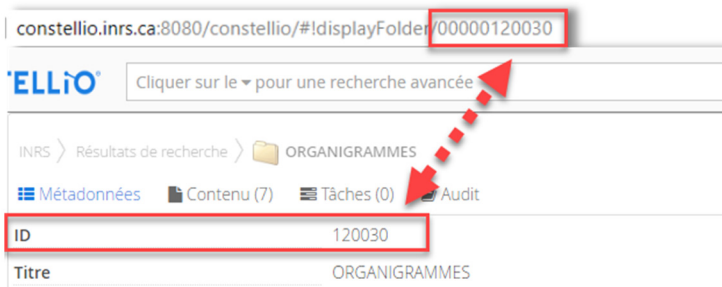 constellio.inrs.ca:8080/constellio/#!displayFolder/00000120030
TELLiO
Cliquer sur le ▾ pour une recherche avancée
INRS > Résultats de recherche > ORGANIGRAMMES
Métadonnées Contenu (7) Tâches (0) Audit
ID 120030
Titre ORGANIGRAMMES